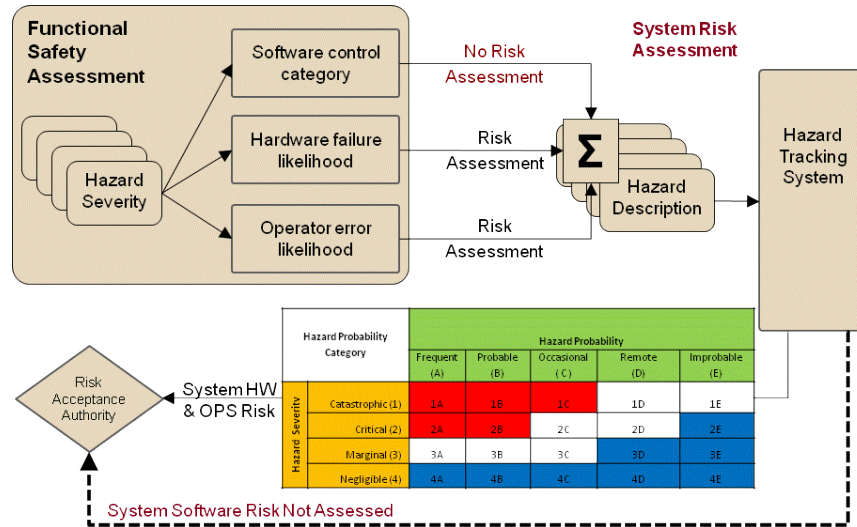 Functional
Safety
Assessment
Hazard
Severity
Software control
category
Hardware failure
likelihood
Operator error
likelihood
No Risk
Assessment
Risk
Assessment
Risk
Assessment
System Risk
Assessment
Σ
Hazard
Description
Hazard
Tracking
System
Hazard Probability
Category
Hazard Probability
Frequent
(A)
Probable
(B)
Occasional
( C )
Remote
(D)
Improbable
(E)
Hazard Severity
Catastrophic (1)
1A
1B
1C
1D
1E
Critical (2)
2A
2B
2C
2D
2E
Marginal (3)
3A
3B
3C
3D
3E
Negligible (4)
4A
4B
4C
4D
4E
System HW
& OPS Risk
Risk
Acceptance
Authority
System Software Risk Not Assessed